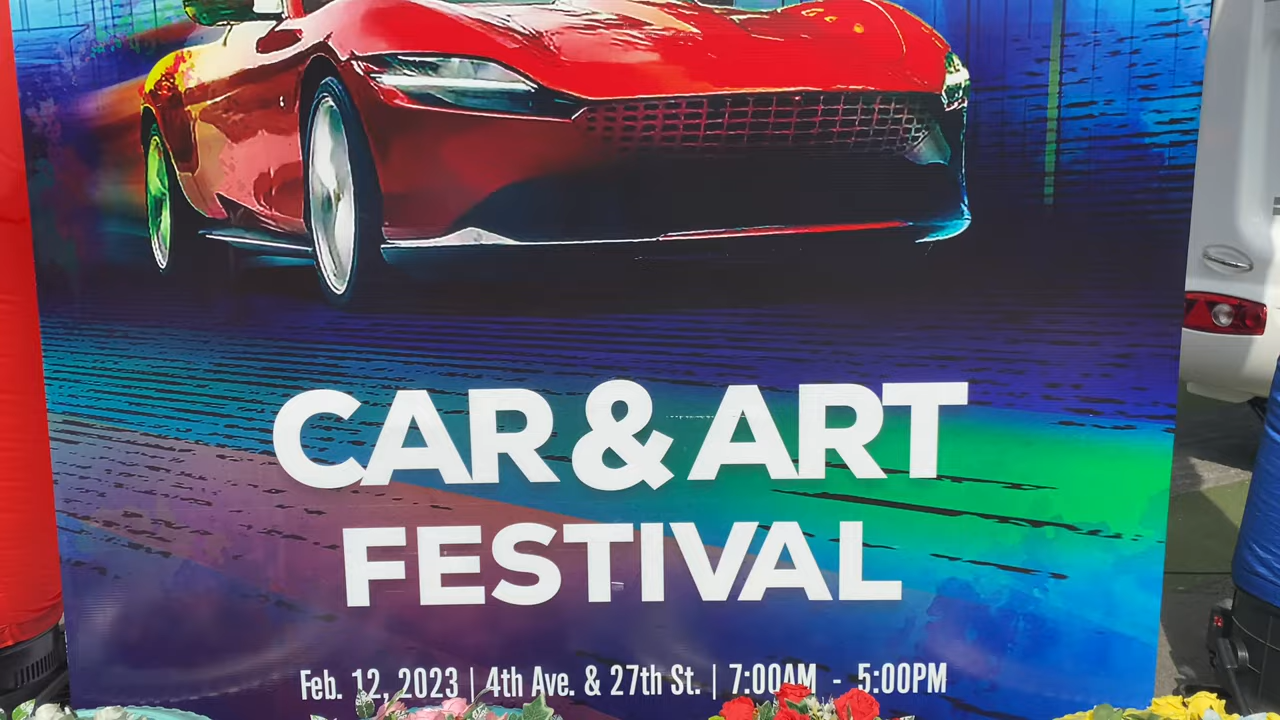 CAR & ART
FESTIVAL
Feb. 12, 2023 | 4th Ave. & 27th St. | 7:00AM - 5:00PM